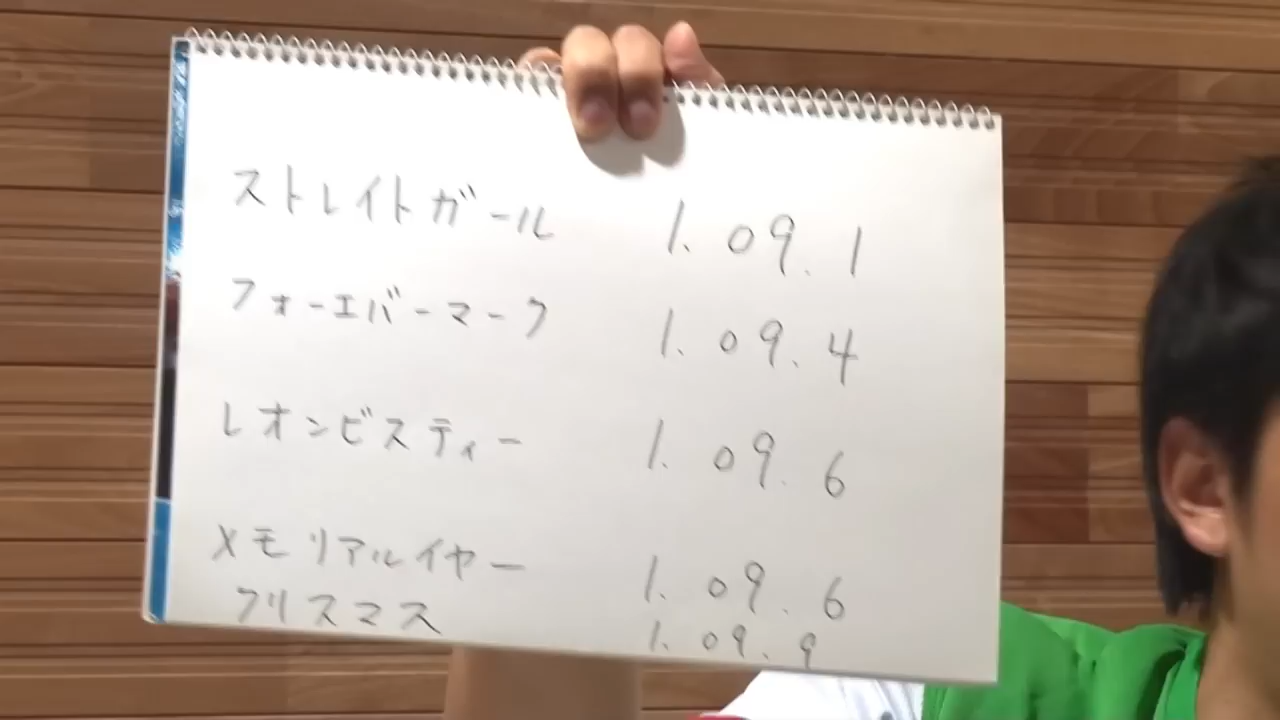 ストレイトガール 1.09.1
フォーエバーマーク 1.09.4
レオンビスティー 1.09.6
メモリアルイヤー 1.09.6
クリスマス 1.09.9